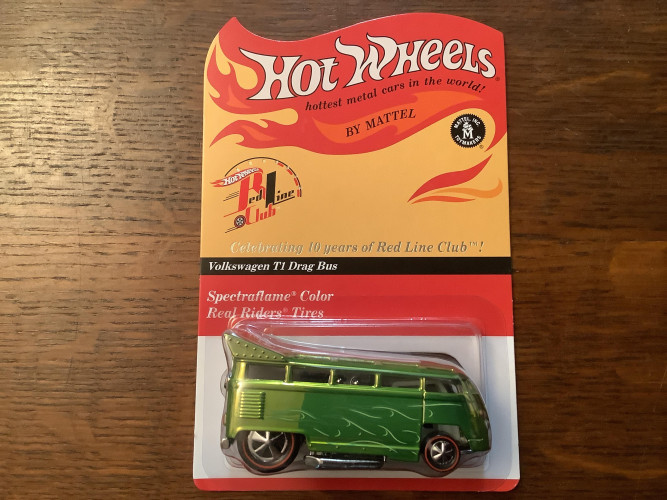 HOT WHEELS®
hottest metal cars in the world!
BY MATTEL
MATTEL, INC.
M
TOYMAKERS
®
HOT WHEELS
Red Line
Club
Celebrating 10 years of Red Line Club™!
Volkswagen T1 Drag Bus
Spectraflame® Color
Real Riders® Tires